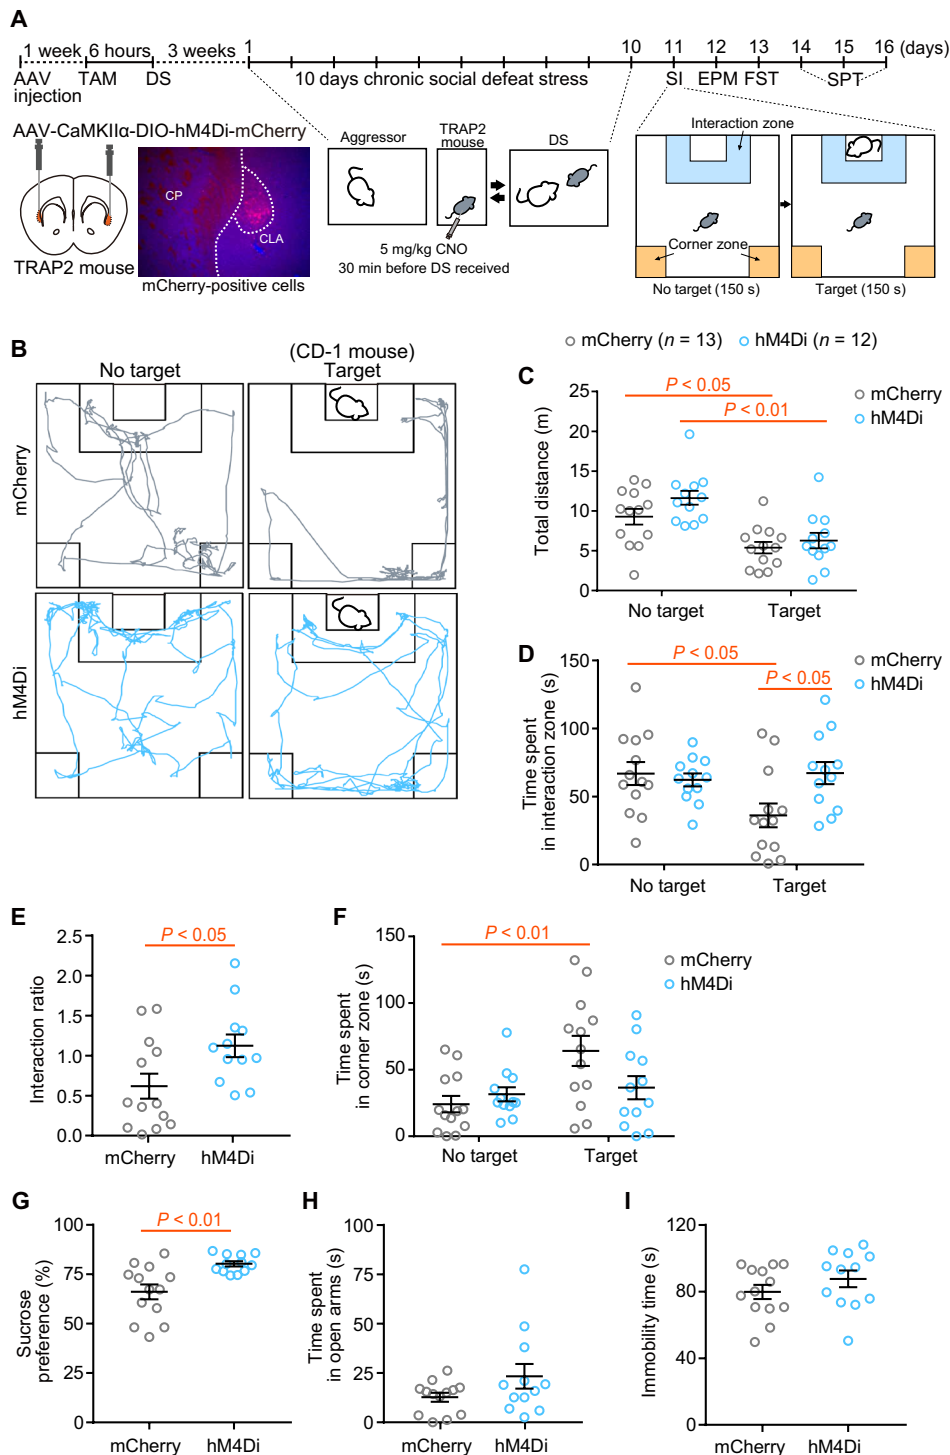 A
1 week 6 hours 3 weeks 1 10 11 12 13 14 15 16 (days)
AAV injection TAM DS 10 days chronic social defeat stress SI EPM FST SPT
AAV-CaMKIIα-DIO-hM4Di-mCherry
TRAP2 mouse
CP
CLA
mCherry-positive cells
Aggressor
TRAP2
mouse
DS
5 mg/kg CNO
30 min before DS received
Interaction zone
Corner zone
No target (150 s)
Target (150 s)
B
No target
(CD-1 mouse)
Target
mCherry
hM4Di
mCherry (n = 13) hM4Di (n = 12)
C
Total distance (m)
25
20
15
10
5
0
P < 0.05
P < 0.01
mCherry
hM4Di
No target Target
D
Time spent
in interaction zone (s)
150
100
50
0
P < 0.05
P < 0.05
mCherry
hM4Di
No target Target
E
Interaction ratio
2.5
2.0
1.5
1.0
0.5
0.0
P < 0.05
mCherry hM4Di
F
Time spent
in corner zone (s)
150
100
50
0
P < 0.01
mCherry
hM4Di
No target Target
G
Sucrose
preference (%)
100
75
50
25
0
P < 0.01
mCherry hM4Di
H
Time spent
in open arms (s)
100
75
50
25
0
mCherry hM4Di
I
Immobility time (s)
120
80
40
0
mCherry hM4Di